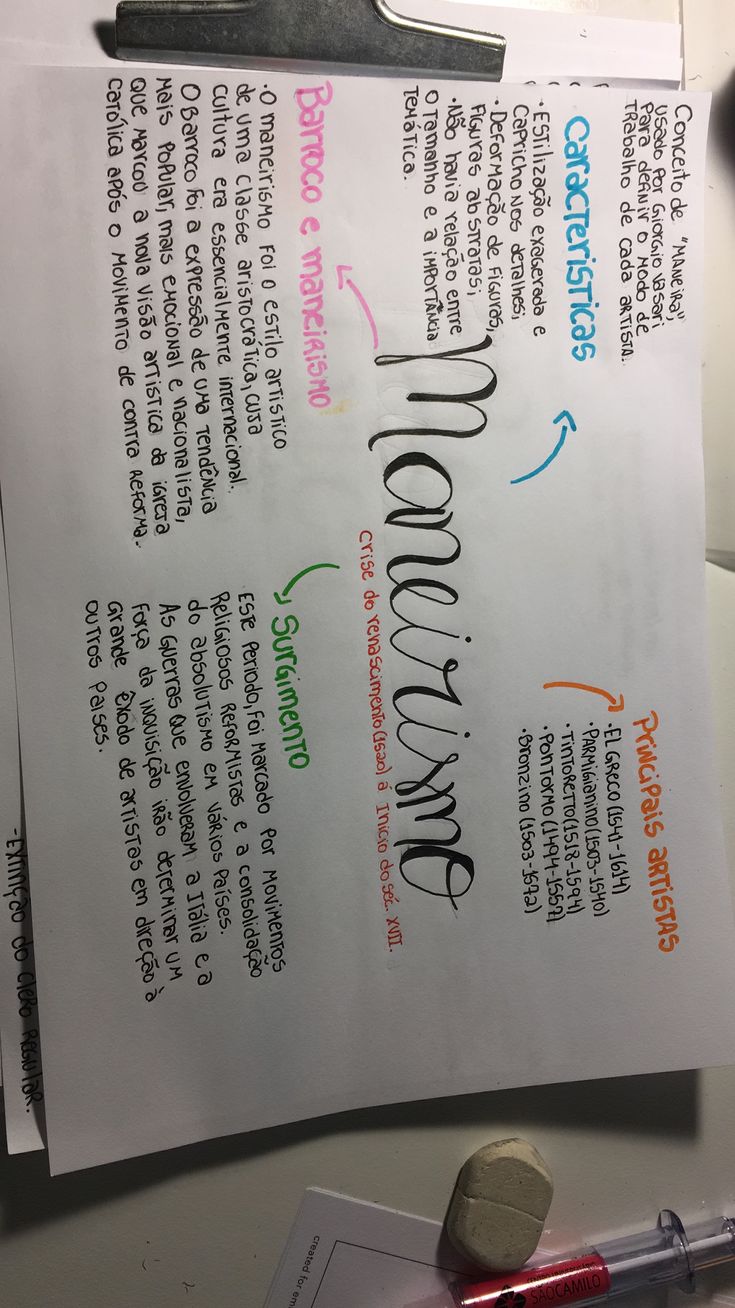 Conceito de "MANEIRA",
usado por Giorgio Vasari
para definir o modo de
trabalho de cada artista.
Caracteristicas
• Estilização exagerada e
capricho nos detalhes;
• Deformação de figuras,
figuras abstratas;
• Não havia relação entre
o tamanho e a importância
temática.
Principais artistas
• El Greco (1541-1614)
• Parmigianino (1503-1540)
• Tintoretto (1518-1594)
• Pontormo (1494-1557)
• Bronzino (1503-1572)
Maneirismo
Crise do renascimento (1520) á Início do séc. XVII.
Barroco e maneirismo
• O maneirismo foi o estilo artistico
de uma classe aristocrática, cuja
cultura era essencialmente internacional.
O Barroco foi a expressão de uma tendência
mais popular, mais emocional e nacionalista,
que marcou a nova visão artistica da igreja
Católica após o movimento de contra reforma.
Surgimento
Este periodo, foi marcado por movimentos
Religiosos Reformistas e a consolidação
do absolutismo em vários países.
As guerras que envolveram a Itália e a
força da inquisição irão determinar um
grande êxodo de artistas em direção à
outros países.
-Extinção do clero regular.
created for em
SÃO CAMILO